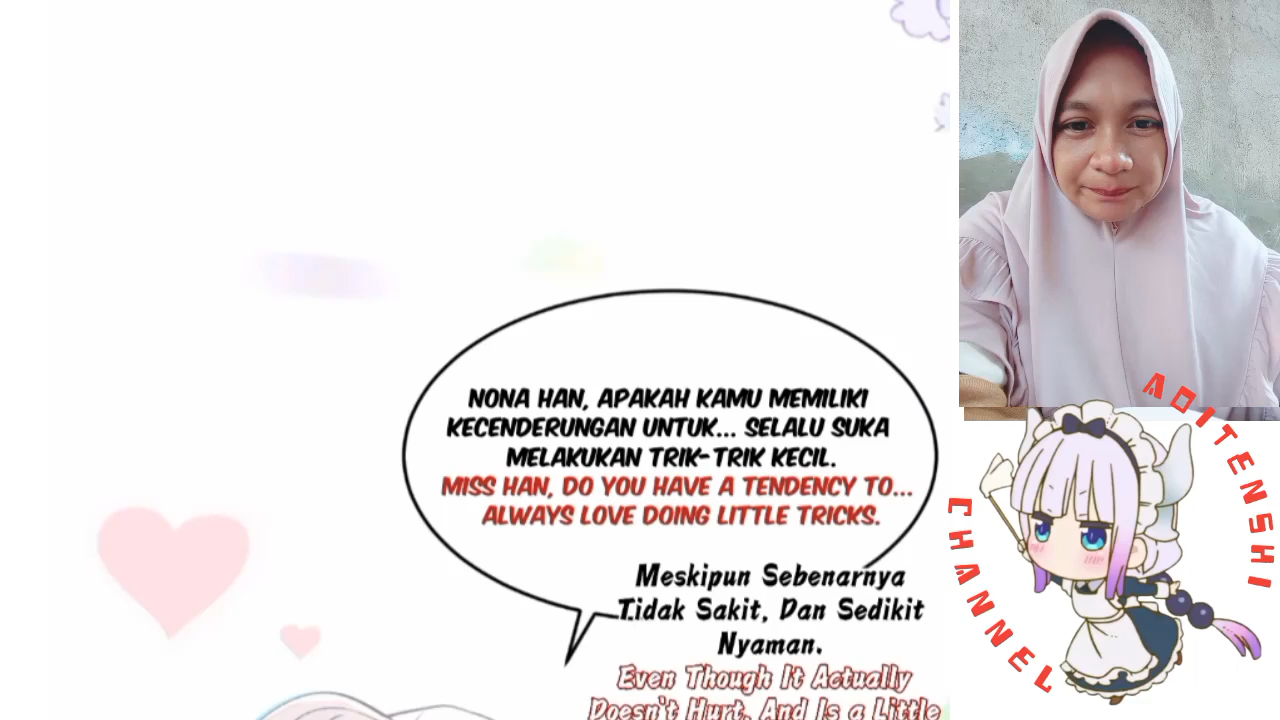 NONA HAN, APAKAH KAMU MEMILIKI
KECENDERUNGAN UNTUK... SELALU SUKA
MELAKUKAN TRIK-TRIK KECIL.
MISS HAN, DO YOU HAVE A TENDENCY TO...
ALWAYS LOVE DOING LITTLE TRICKS.
Meskipun Sebenarnya
Tidak Sakit, Dan Sedikit
Nyaman.
Even Though It Actually
Doesn't Hurt, And Is a Little
AOITENSHI
CHANNEL